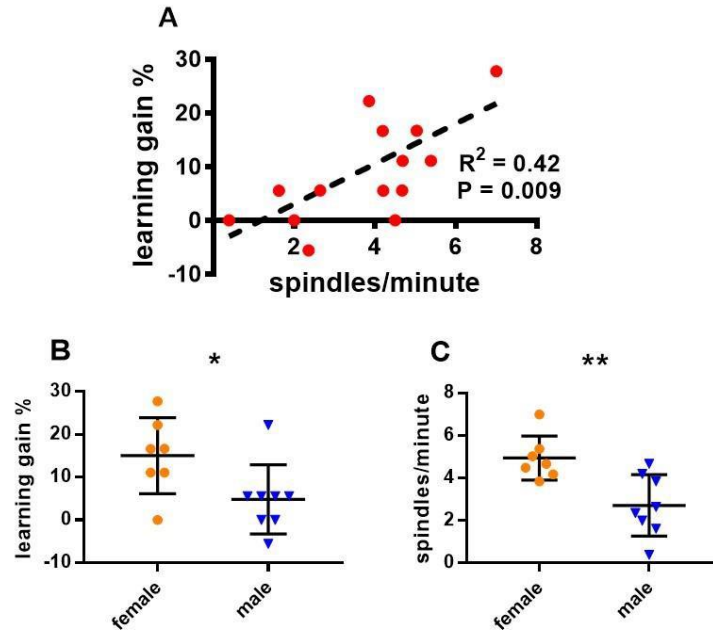 A
learning gain %
30
20
10
0
-10
2
4
6
8
spindles/minute
R² = 0.42
P = 0.009
B
*
learning gain %
30
20
10
0
-10
female
male
C
**
spindles/minute
8
6
4
2
0
female
male